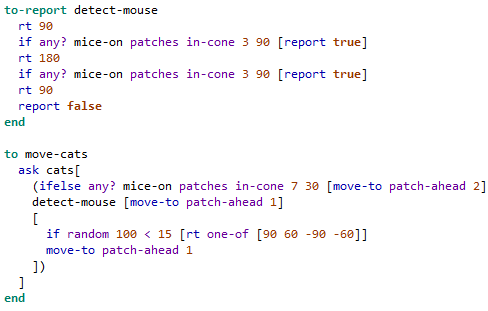 to-report detect-mouse
  rt 90
  if any? mice-on patches in-cone 3 90 [report true]
  rt 180
  if any? mice-on patches in-cone 3 90 [report true]
  rt 90
  report false
end

to move-cats
  ask cats[
    (ifelse any? mice-on patches in-cone 7 30 [move-to patch-ahead 2]
    detect-mouse [move-to patch-ahead 1]
    [
      if random 100 < 15 [rt one-of [90 60 -90 -60]]
      move-to patch-ahead 1
    ])
  ]
end